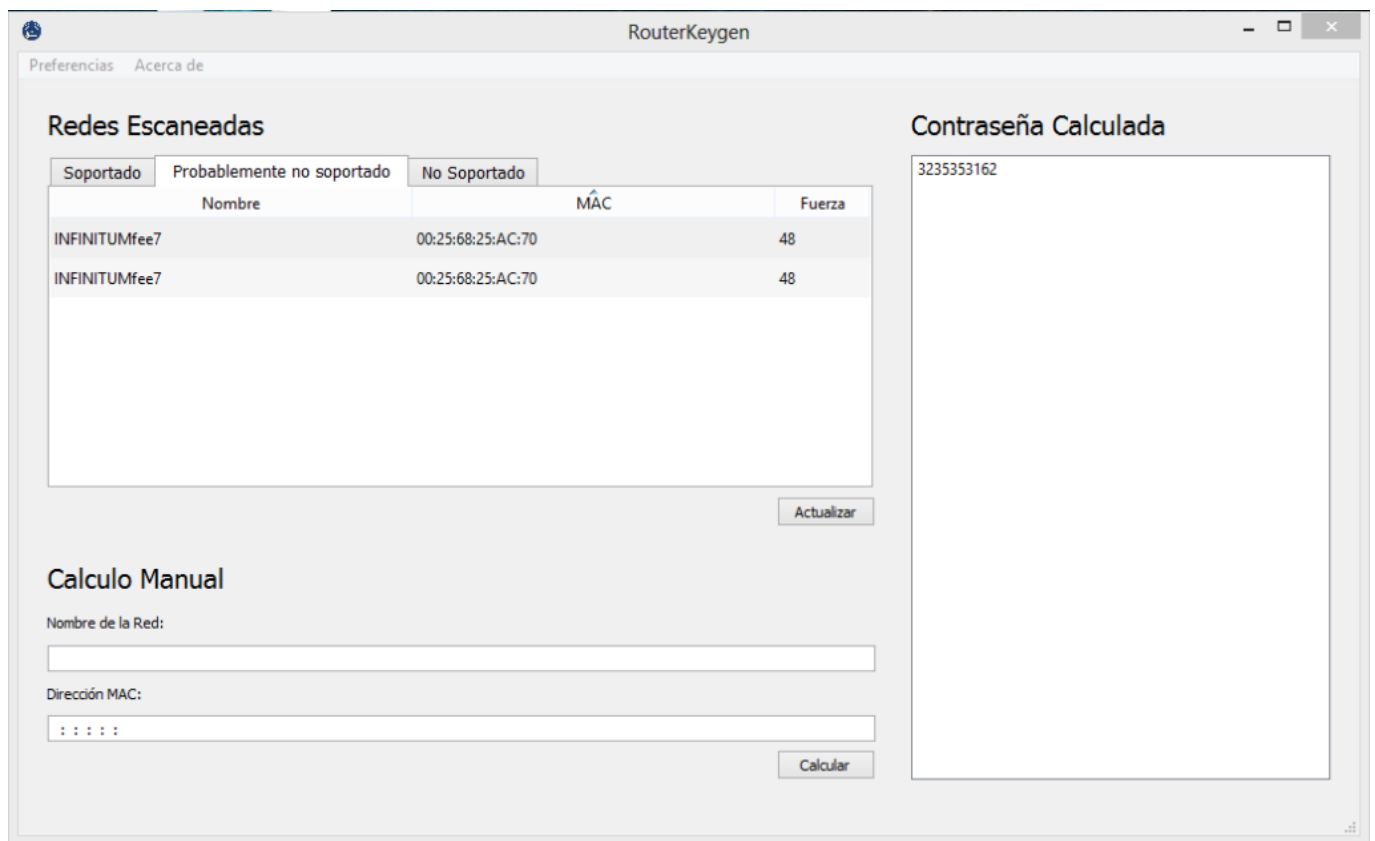 RouterKeygen
Preferencias Acerca de
Redes Escaneadas
Soportado Probablemente no soportado No Soportado
Nombre MAC Fuerza
INFINITUMfee7 00:25:68:25:AC:70 48
INFINITUMfee7 00:25:68:25:AC:70 48
Actualizar
Calculo Manual
Nombre de la Red:
Dirección MAC:
: : : : :
Calcular
Contraseña Calculada
3235353162